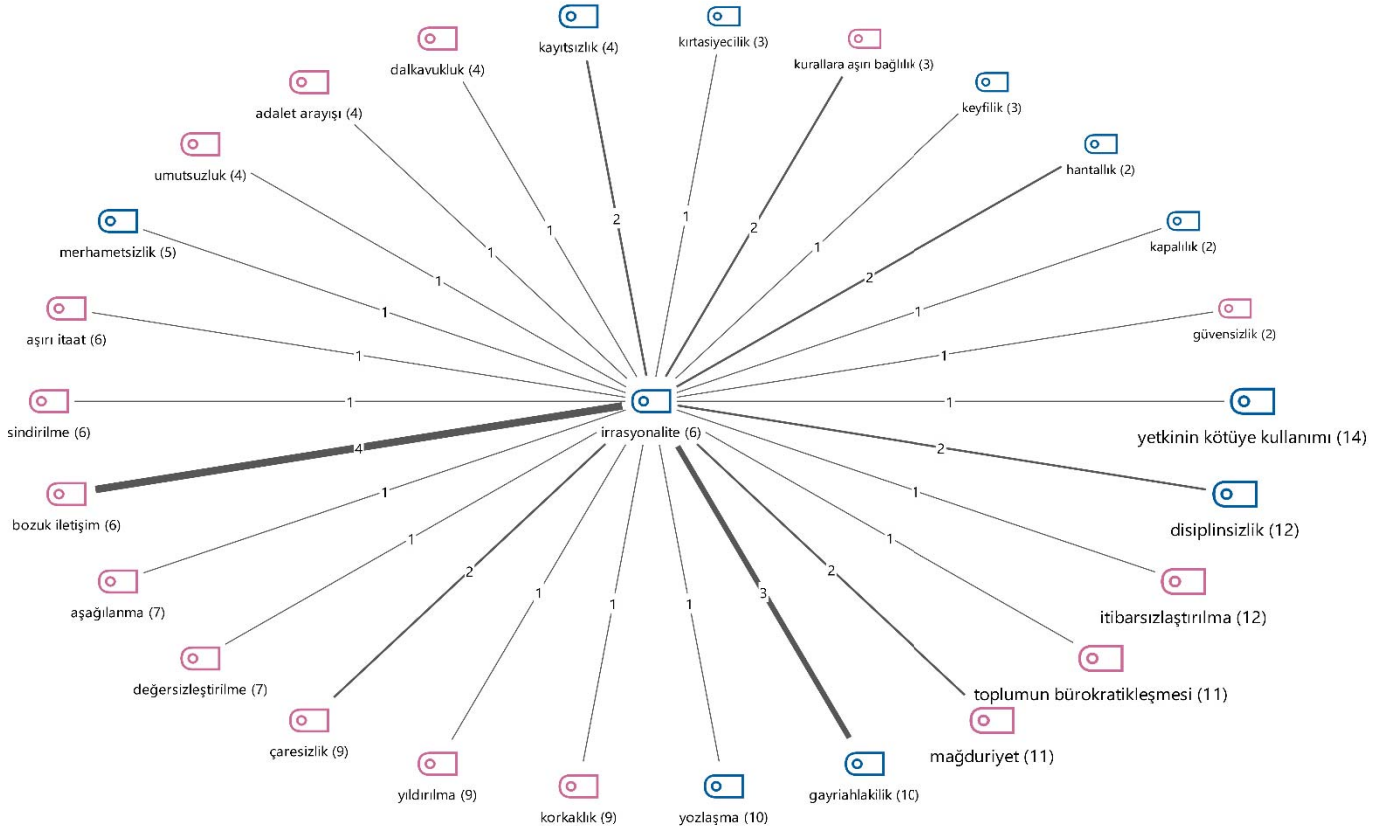 kayıtsızlık (4)
kırtasiyecilik (3)
dalkavukluk (4)
kurallara aşırı bağlılık (3)
adalet arayışı (4)
keyfilik (3)
umutsuzluk (4)
hantallık (2)
merhametsizlik (5)
kapalılık (2)
aşırı itaat (6)
güvensizlik (2)
sindirilme (6)
irrasyonalite (6)
yetkinin kötüye kullanımı (14)
bozuk iletişim (6)
disiplinsizlik (12)
aşağılanma (7)
itibarsızlaştırılma (12)
değersizleştirilme (7)
toplumun bürokratikleşmesi (11)
çaresizlik (9)
mağduriyet (11)
yıldırılma (9)
gayriahlakilik (10)
korkaklık (9)
yozlaşma (10)
2
1
1
2
1
1
1
2
1
1
1
1
1
1
1
4
2
1
1
1
1
2
2
1
3
1
1